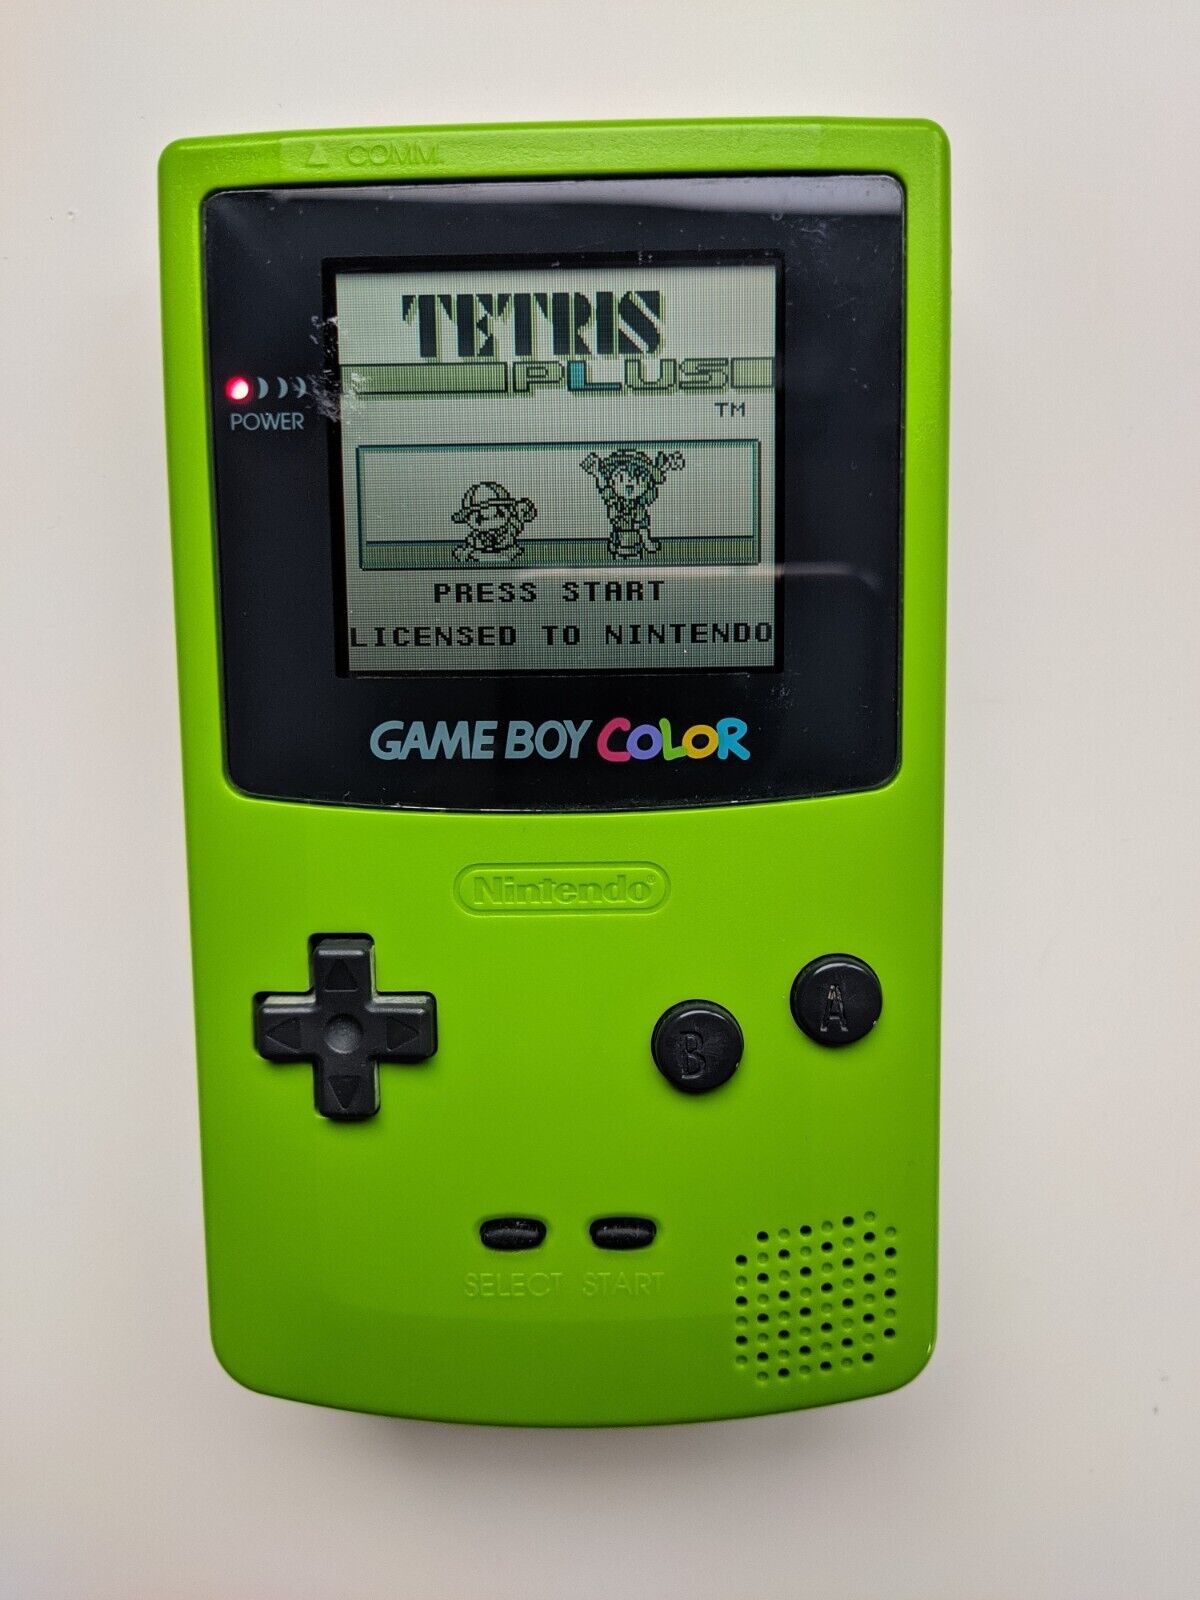 COMM.
TETRIS
PLUS
TM
POWER
PRESS START
LICENSED TO NINTENDO
GAME BOY COLOR
Nintendo®
A
B
SELECT START